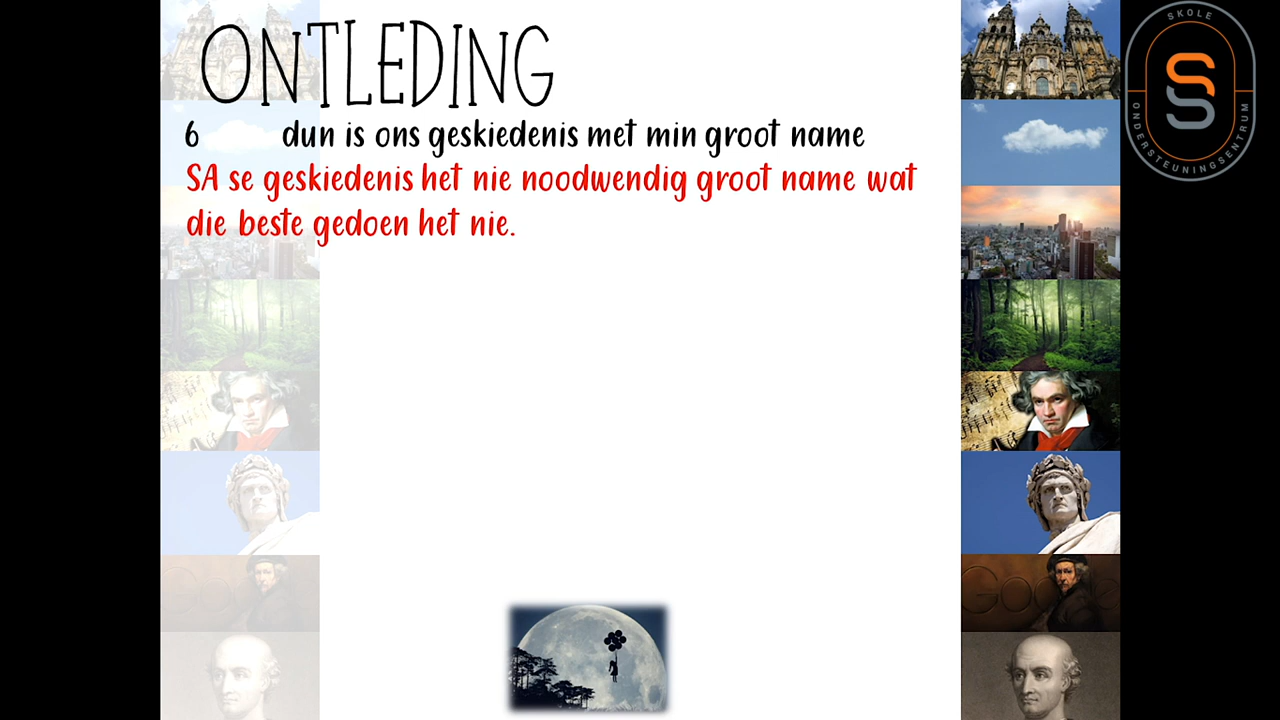 ONTLEDING
6 dun is ons geskiedenis met min groot name
SA se geskiedenis het nie noodwendig groot name wat
die beste gedoen het nie.
SKOLE
ONDERSTEUNINGSENTRUM